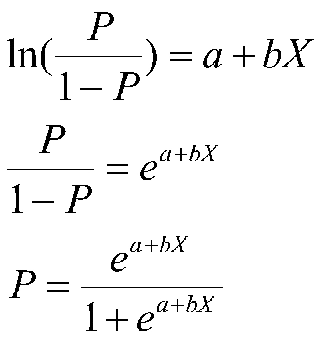 ln(P/(1 − P)) = a + bX
P/(1 − P) = e^(a+bX)
P = e^(a+bX)/(1 + e^(a+bX))